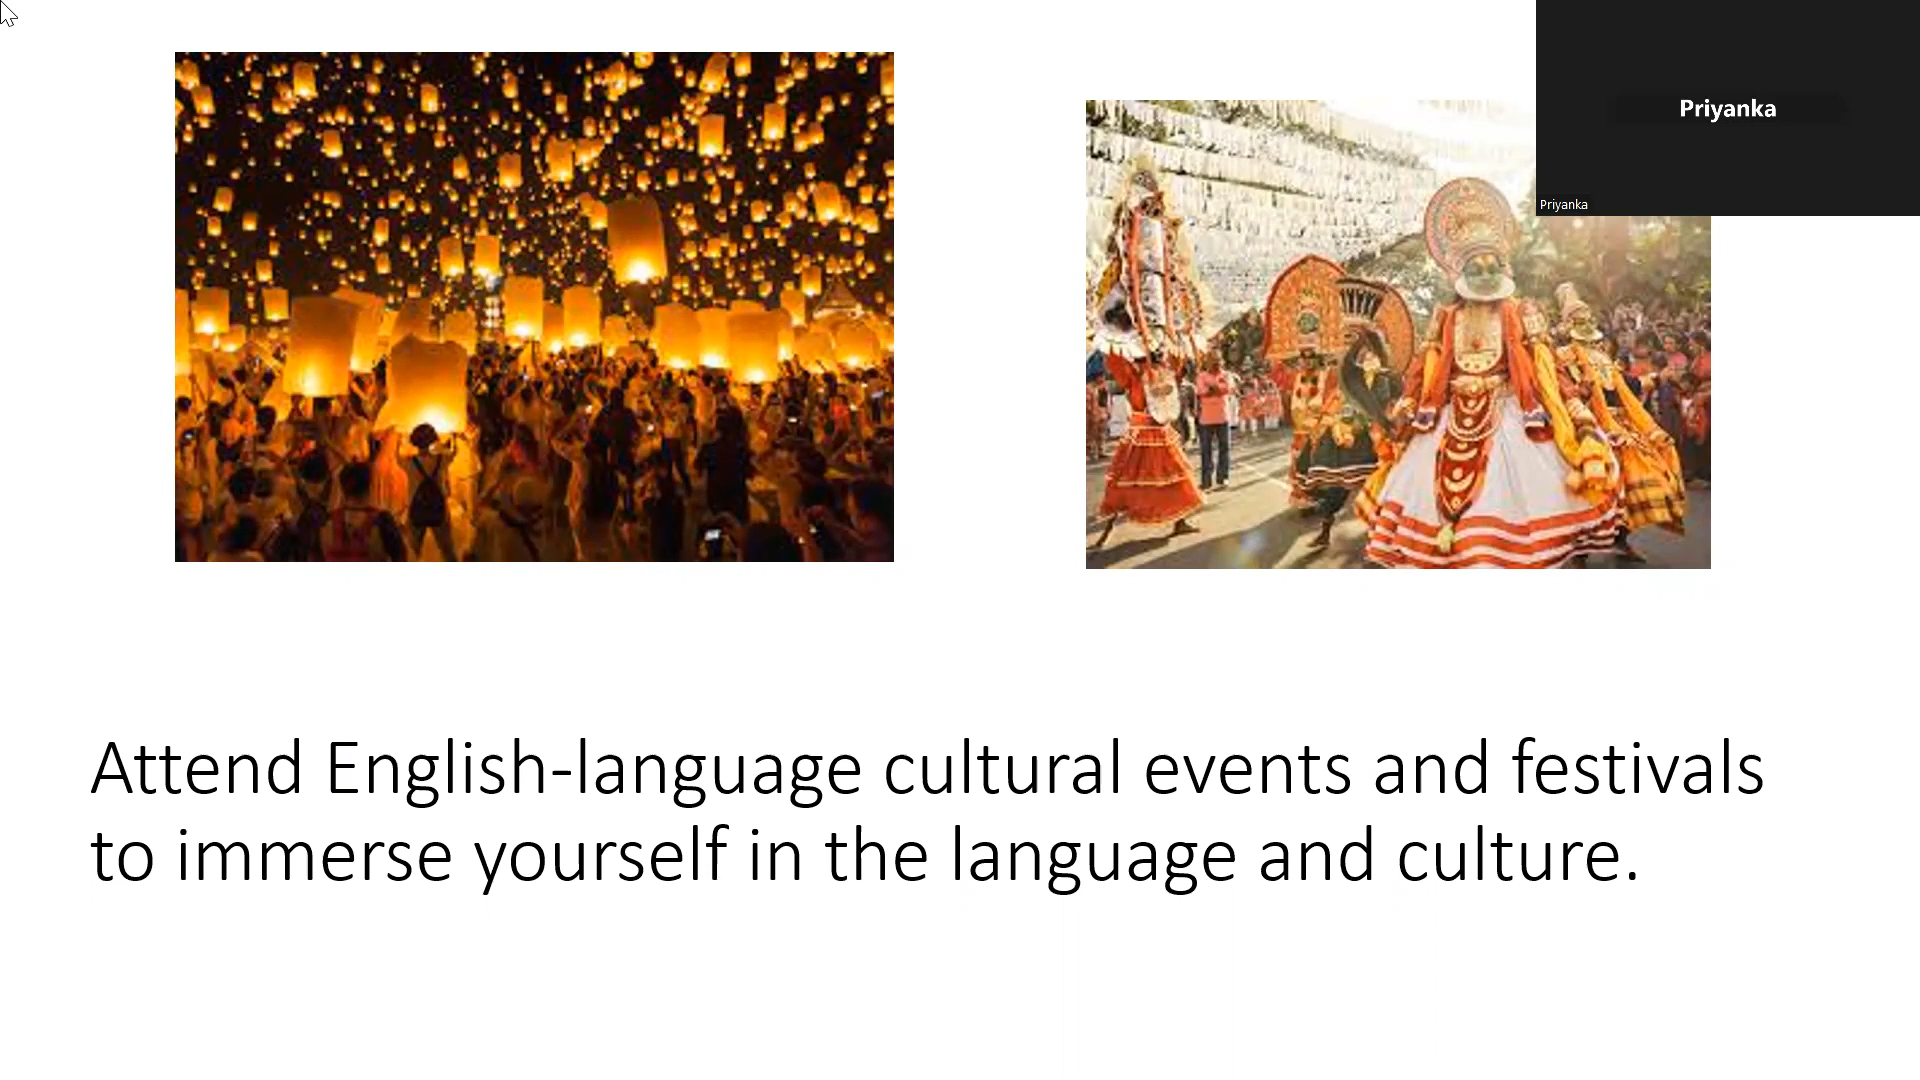 Priyanka
Priyanka
Attend English-language cultural events and festivals
to immerse yourself in the language and culture.